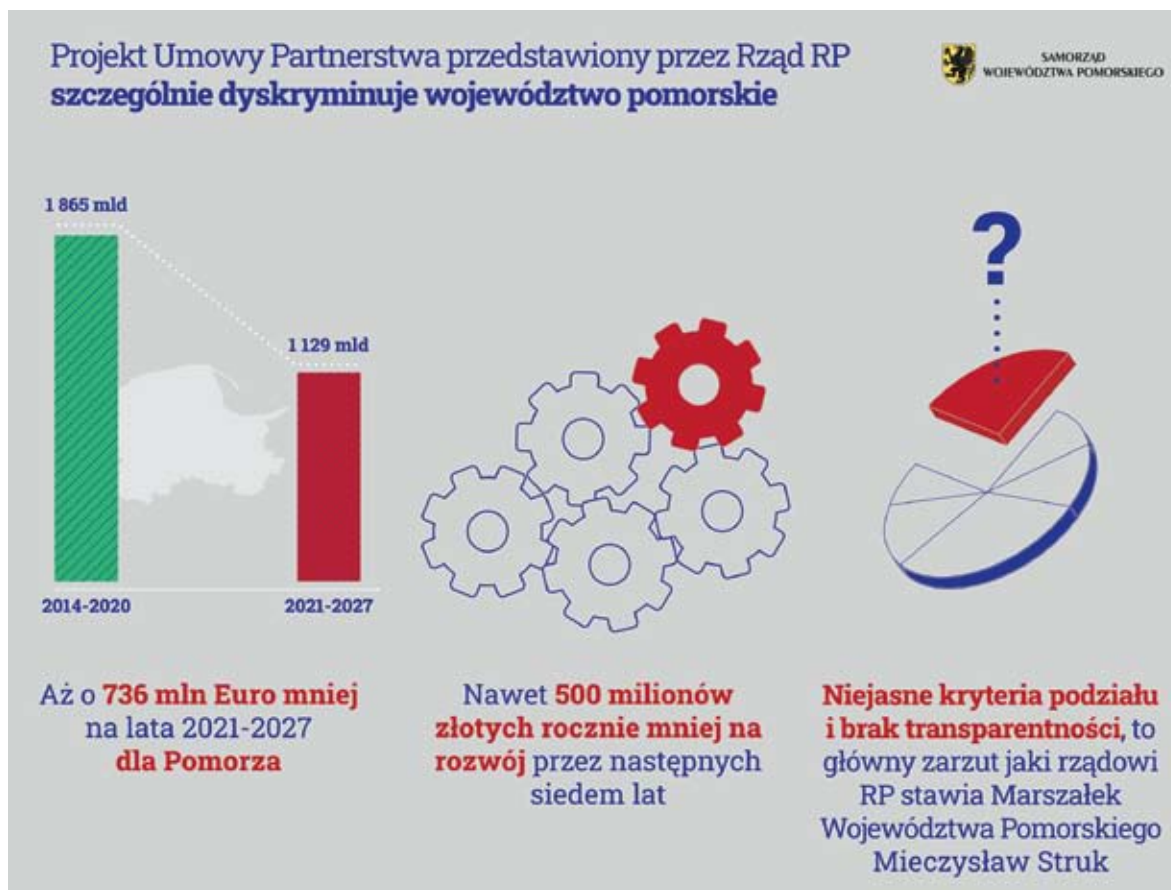 Projekt Umowy Partnerstwa przedstawiony przez Rząd RP
szczególnie dyskryminuje województwo pomorskie
SAMORZĄD
WOJEWÓDZTWA POMORSKIEGO
1 865 mld
1 129 mld
2014-2020
2021-2027
?
Aż o 736 mln Euro mniej
na lata 2021-2027
dla Pomorza
Nawet 500 milionów
złotych rocznie mniej na
rozwój przez następnych
siedem lat
Niejasne kryteria podziału
i brak transparentności, to
główny zarzut jaki rządowi
RP stawia Marszałek
Województwa Pomorskiego
Mieczysław Struk